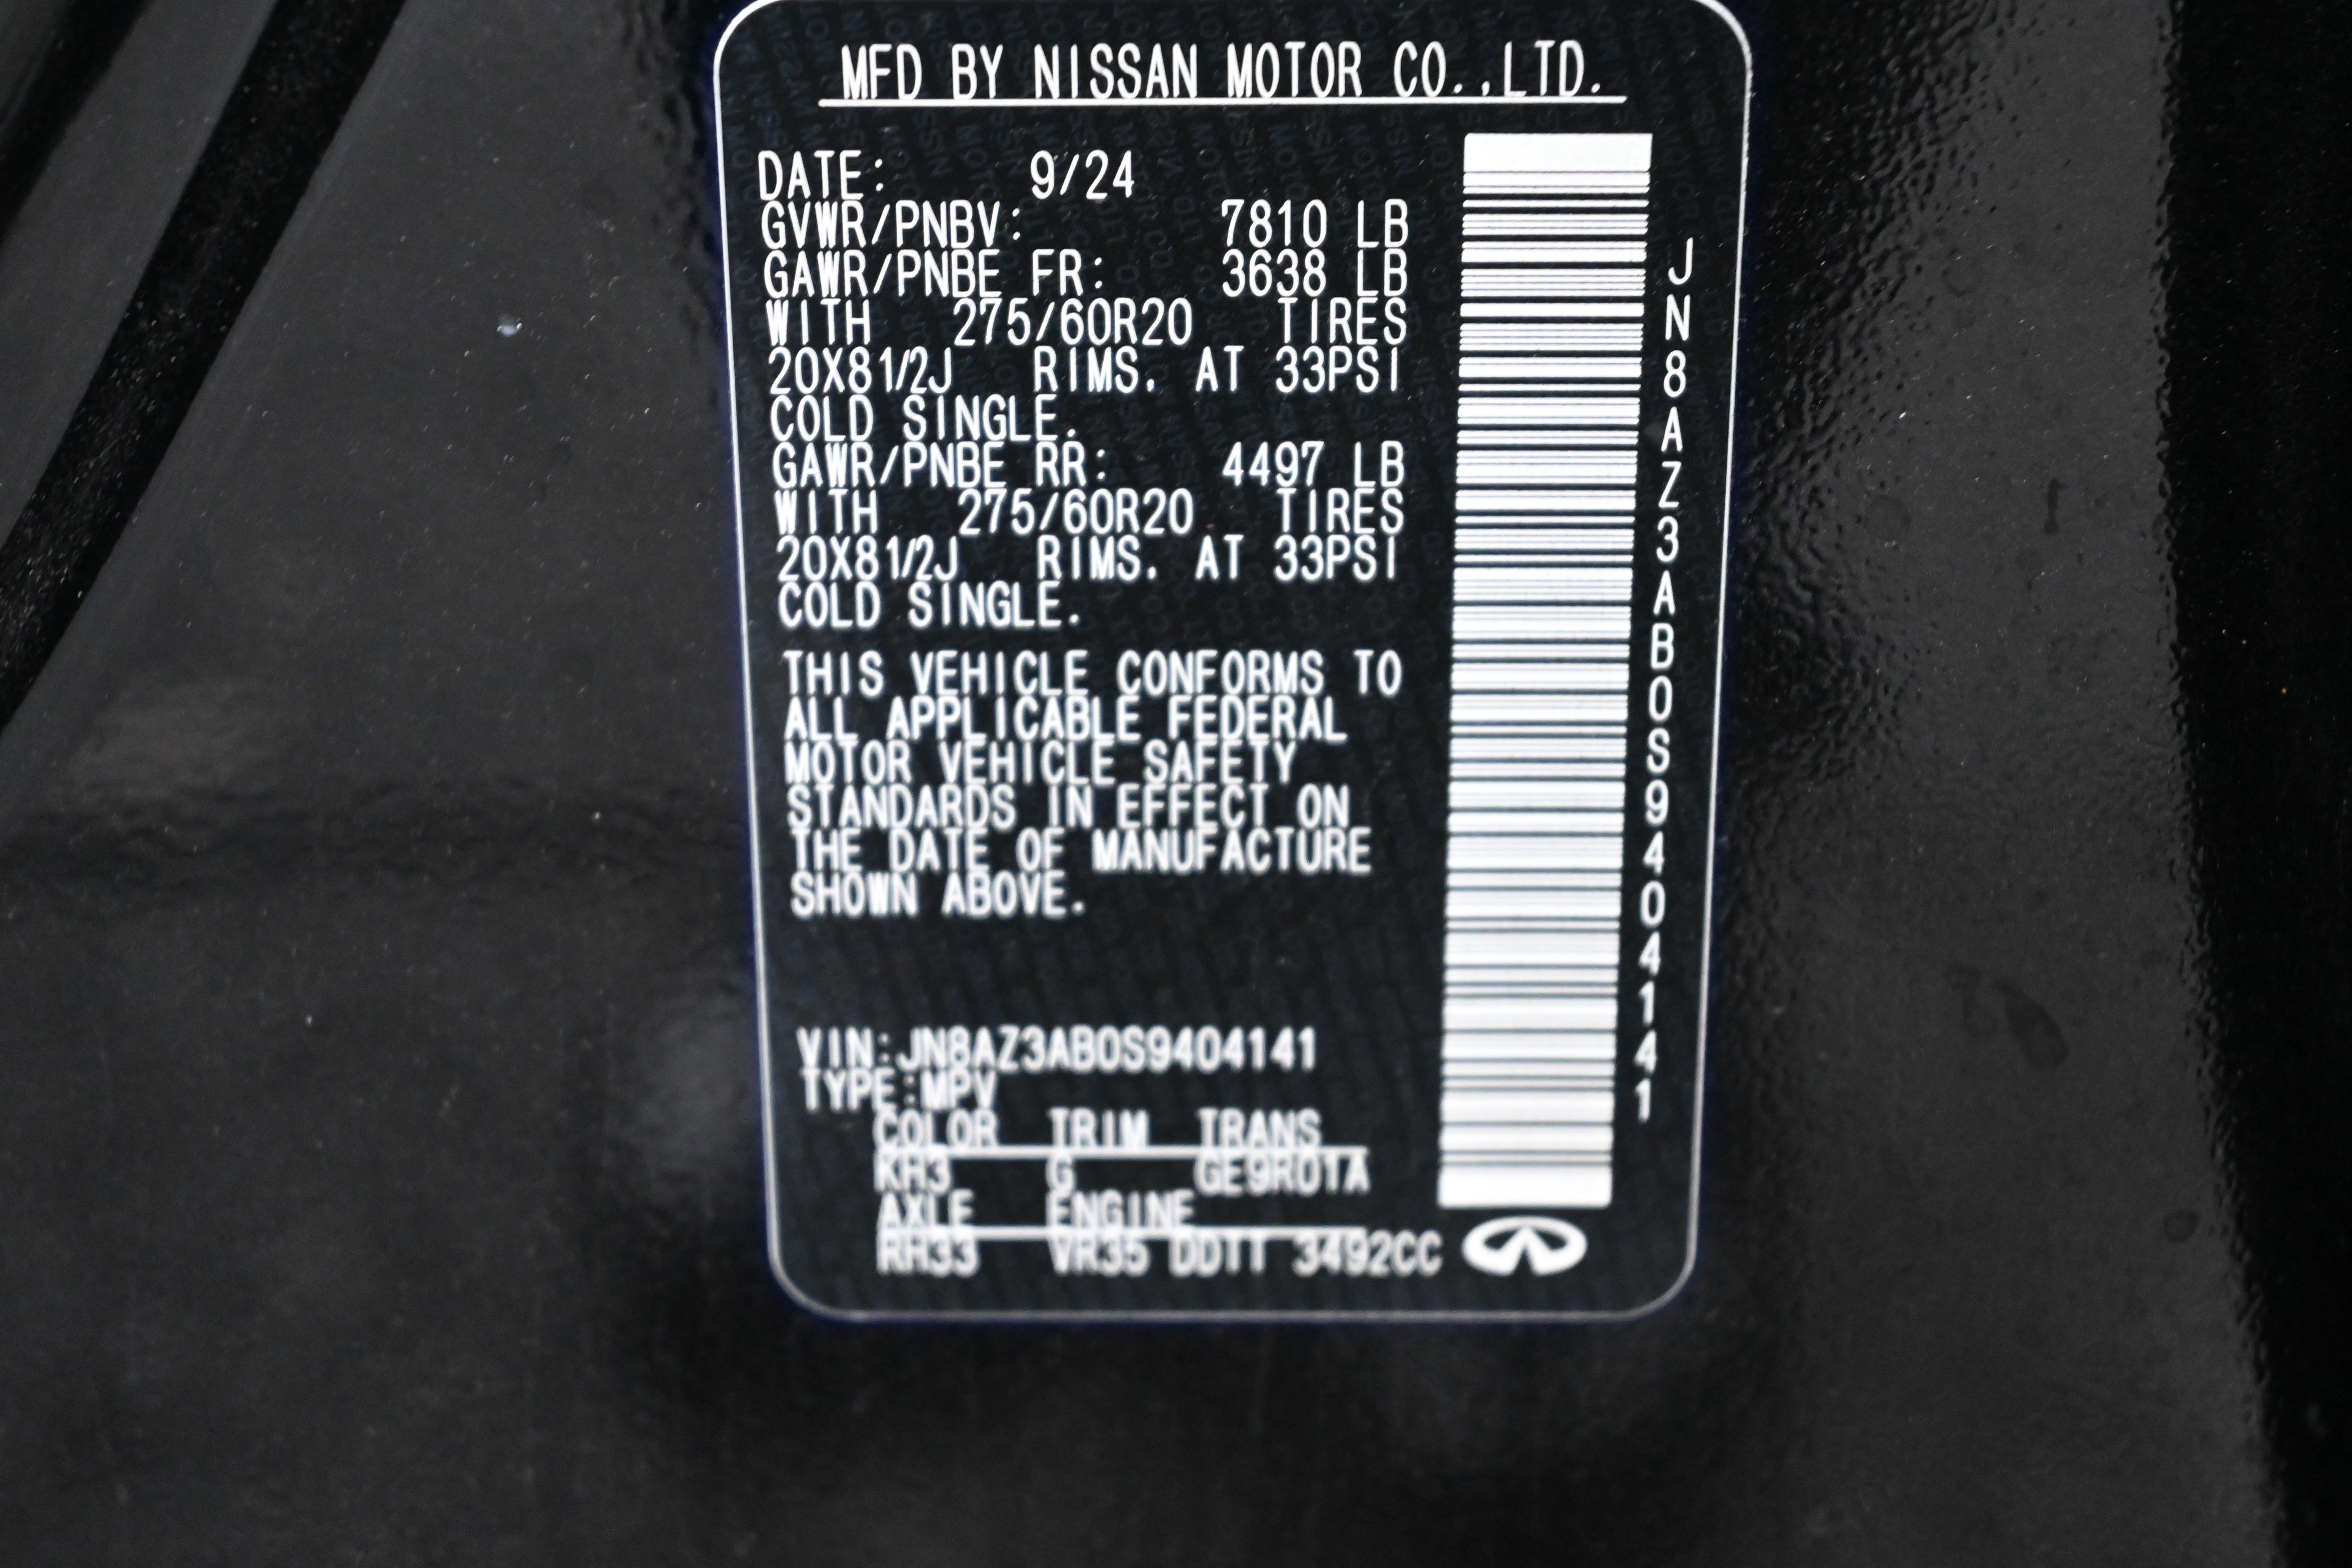 MFD BY NISSAN MOTOR CO.,LTD.
DATE: 9/24
GVWR/PNBV: 7810 LB
GAWR/PNBE FR: 3638 LB
WITH 275/60R20 TIRES
20X81/2J RIMS. AT 33PSI
COLD SINGLE.
GAWR/PNBE RR: 4497 LB
WITH 275/60R20 TIRES
20X81/2J RIMS. AT 33PSI
COLD SINGLE.
THIS VEHICLE CONFORMS TO
ALL APPLICABLE FEDERAL
MOTOR VEHICLE SAFETY
STANDARDS IN EFFECT ON
THE DATE OF MANUFACTURE
SHOWN ABOVE.
VIN:JN8AZ3AB0S9404141
TYPE:MPV
COLOR TRIM TRANS
KH3 G GE9R01A
AXLE ENGINE
RH33 VR35 DDTT 3492CC
JN8AZ3AB0S9404141